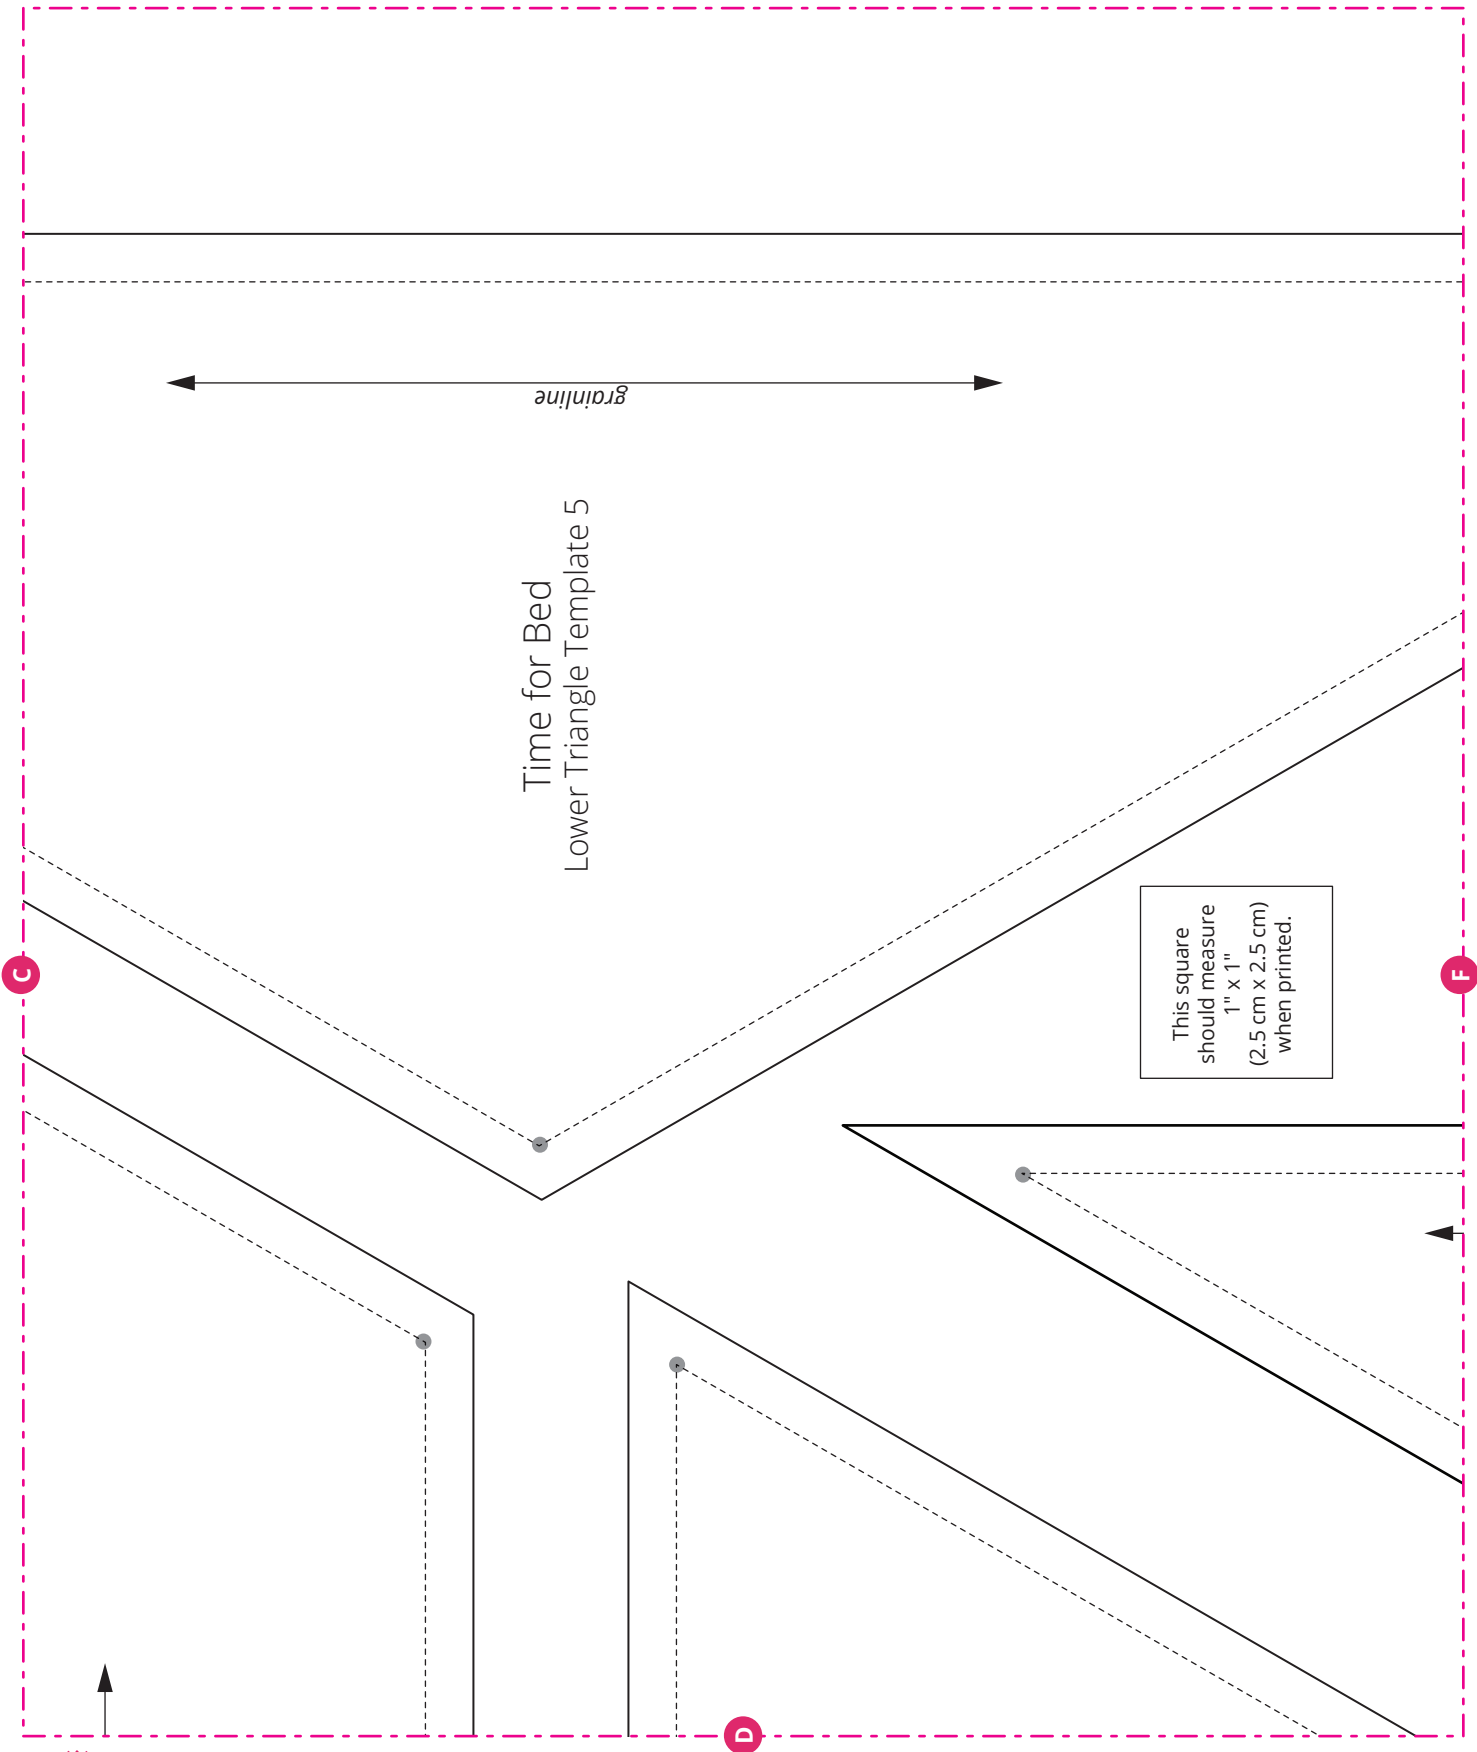 grainline
Time for Bed
Lower Triangle Template 5
C
This square
should measure
1" x 1"
(2.5 cm x 2.5 cm)
when printed.
F
D